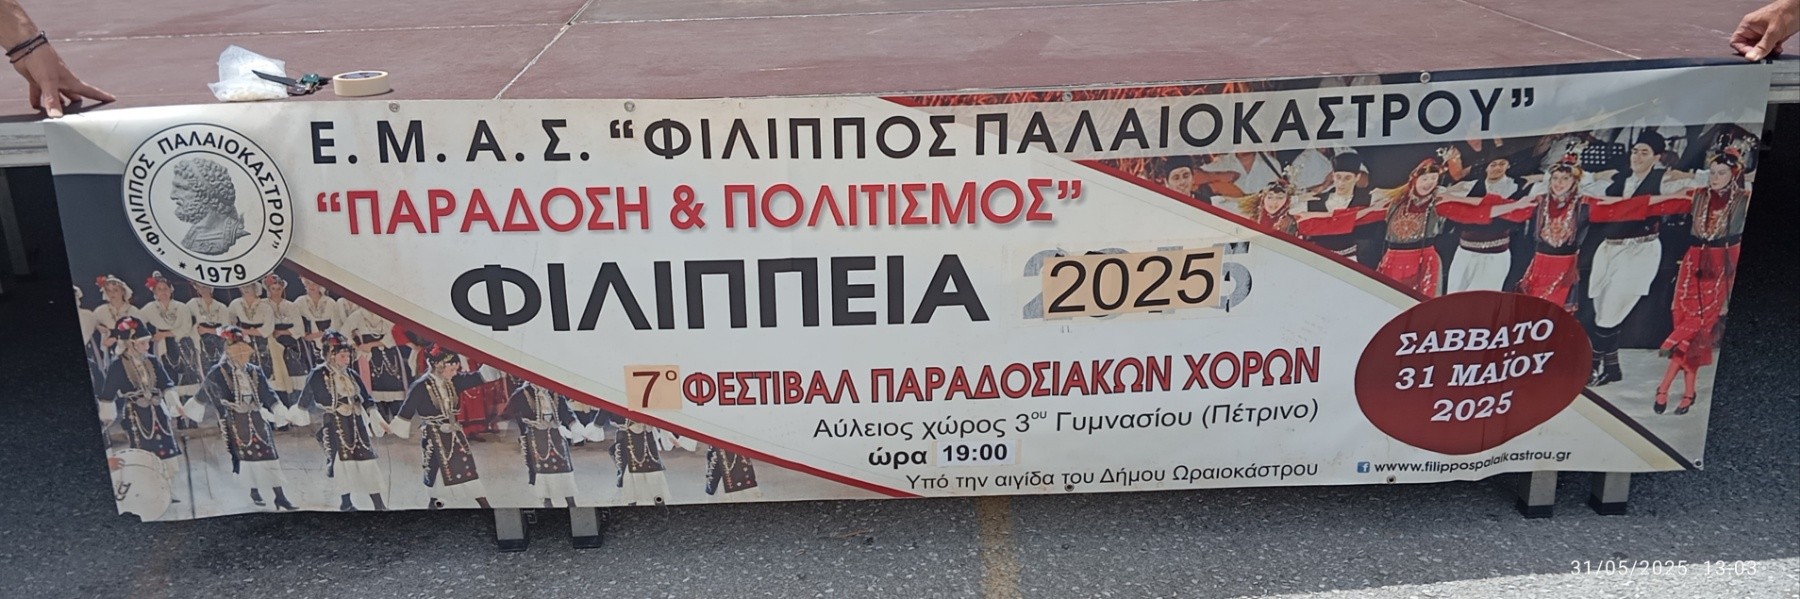 Ε.Μ.Α.Σ. “ΦΙΛΙΠΠΟΣ ΠΑΛΑΙΟΚΑΣΤΡΟΥ”
“ΦΙΛΙΠΠΟΣ ΠΑΛΑΙΟΚΑΣΤΡΟΥ”
* 1979
“ΠΑΡΑΔΟΣΗ & ΠΟΛΙΤΙΣΜΟΣ”
ΦΙΛΙΠΠΕΙΑ 2025
7ο ΦΕΣΤΙΒΑΛ ΠΑΡΑΔΟΣΙΑΚΩΝ ΧΟΡΩΝ
Αύλειος χώρος 3ου Γυμνασίου (Πέτρινο)
ώρα 19:00
Υπό την αιγίδα του Δήμου Ωραιοκάστρου
ΣΑΒΒΑΤΟ
31 ΜΑΪΟΥ
2025
www.filippospalaikastrou.gr
31/05/2025 13:03